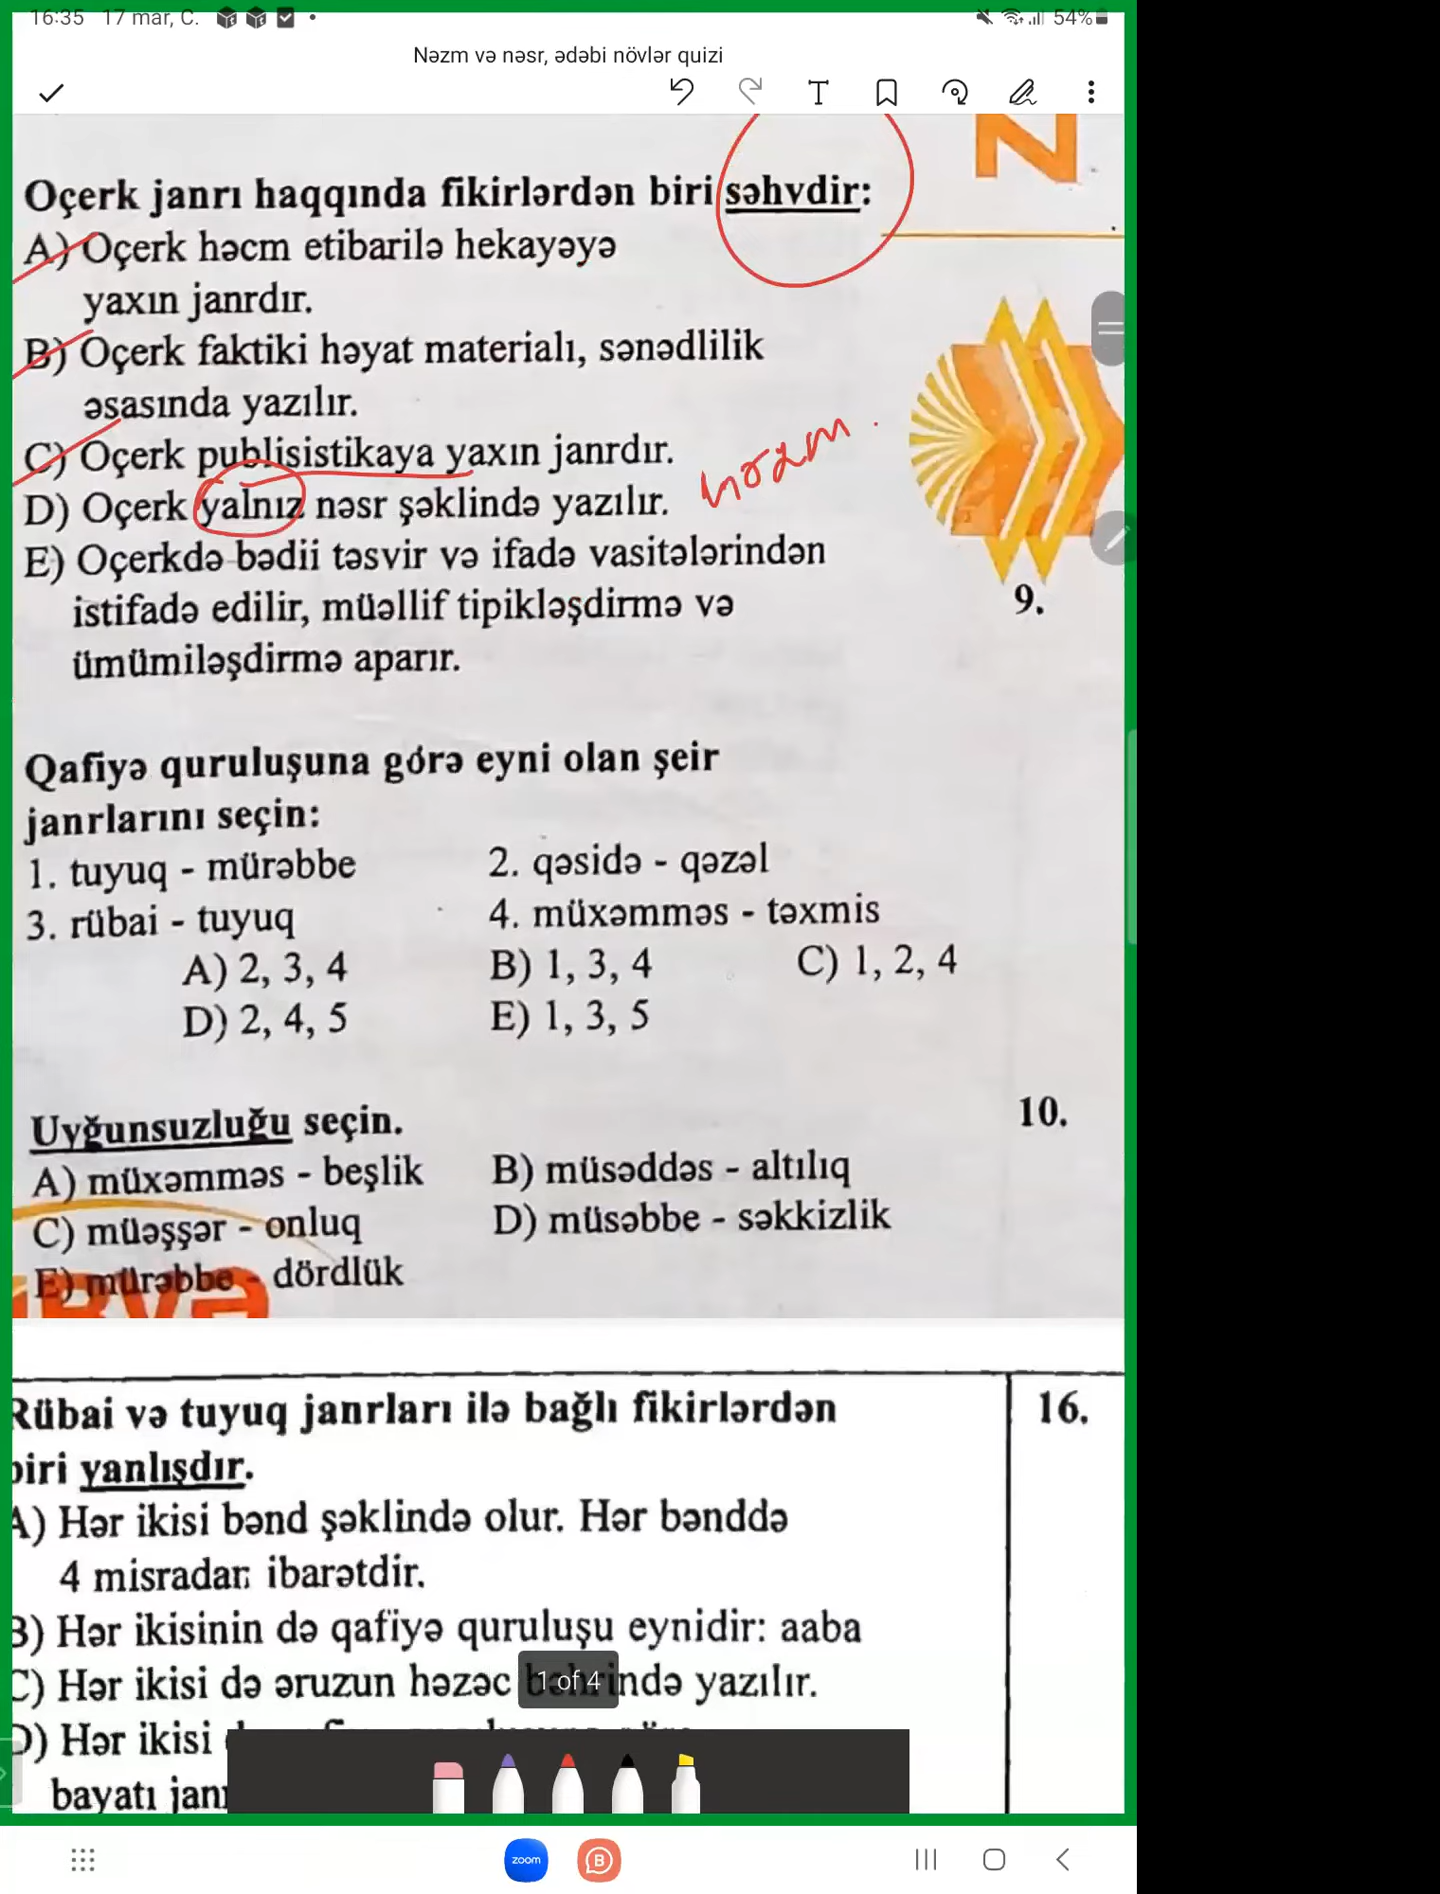 16:35 17 mar, C.
54%
Nəzm və nəsr, ədəbi növlər quizi
T
N
Oçerk janrı haqqında fikirlərdən biri səhvdir:
A) Oçerk həcm etibarilə hekayəyə
yaxın janrdır.
B) Oçerk faktiki həyat materialı, sənədlilik
əsasında yazılır.
C) Oçerk publisistikaya yaxın janrdır.
nəzm.
D) Oçerk yalnız nəsr şəklində yazılır.
E) Oçerkdə bədii təsvir və ifadə vasitələrindən
istifadə edilir, müəllif tipikləşdirmə və
ümümiləşdirmə aparır.
9.
Qafiyə quruluşuna görə eyni olan şeir
janrlarını seçin:
1. tuyuq - mürəbbe 2. qəsidə - qəzəl
3. rübai - tuyuq 4. müxəmməs - təxmis
A) 2, 3, 4 B) 1, 3, 4 C) 1, 2, 4
D) 2, 4, 5 E) 1, 3, 5
10.
Uyğunsuzluğu seçin.
A) müxəmməs - beşlik B) müsəddəs - altılıq
C) müəşşər - onluq D) müsəbbe - səkkizlik
E) mürəbbe - dördlük
Rübai və tuyuq janrları ilə bağlı fikirlərdən
biri yanlışdır.
16.
A) Hər ikisi bənd şəklində olur. Hər bənddə
4 misradan ibarətdir.
B) Hər ikisinin də qafiyə quruluşu eynidir: aaba
C) Hər ikisi də əruzun həzəc bəhrində yazılır.
1 of 4
D) Hər ikisi
bayatı
zoom
B